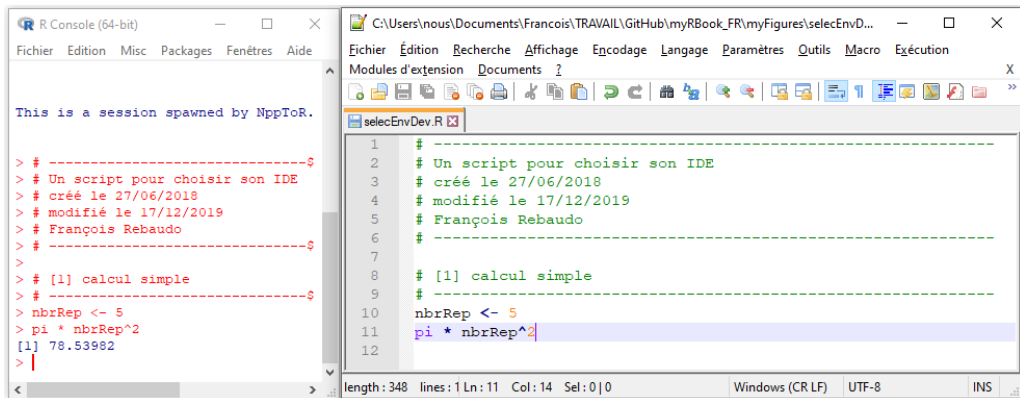 R Console (64-bit)
Fichier Edition Misc Packages Fenêtres Aide
This is a session spawned by NppToR.
> # -------------------------------$
> # Un script pour choisir son IDE
> # créé le 27/06/2018
> # modifié le 17/12/2019
> # François Rebaudo
> # -------------------------------$
>
> # [1] calcul simple
> # -------------------------------$
> nbrRep <- 5
> pi * nbrRep^2
[1] 78.53982
>
C:\Users\nous\Documents\Francois\TRAVAIL\GitHub\myRBook_FR\myFigures\selecEnvD...
Fichier Édition Recherche Affichage Encodage Langage Paramètres Outils Macro Exécution
Modules d'extension Documents ? X
selecEnvDev.R
1 # ------------------------------------------------------------
2 # Un script pour choisir son IDE
3 # créé le 27/06/2018
4 # modifié le 17/12/2019
5 # François Rebaudo
6 # ------------------------------------------------------------
7
8 # [1] calcul simple
9 # ------------------------------------------------------------
10 nbrRep <- 5
11 pi * nbrRep^2
12
length : 348 lines : 1 Ln : 11 Col : 14 Sel : 0 | 0 Windows (CR LF) UTF-8 INS